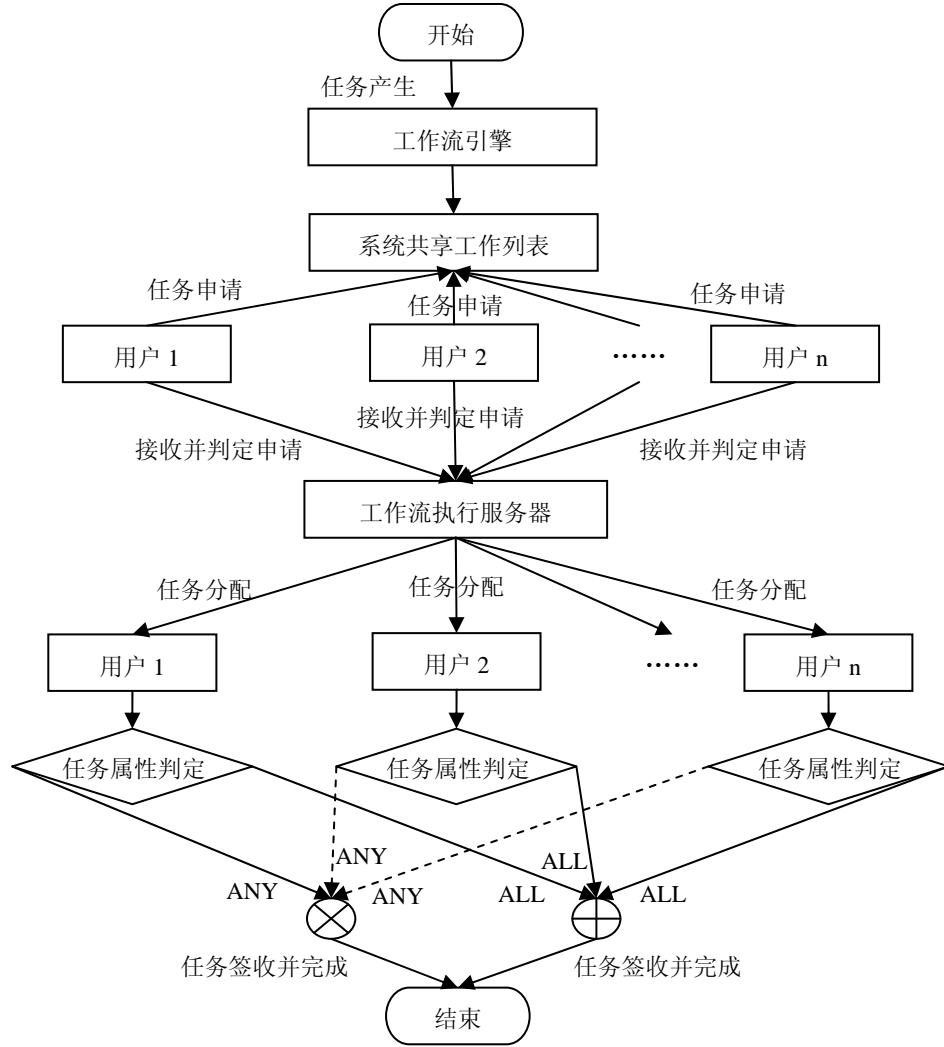 开始
任务产生
工作流引擎
系统共享工作列表
任务申请
任务申请
任务申请
用户 1
用户 2
……
用户 n
接收并判定申请
接收并判定申请
接收并判定申请
工作流执行服务器
任务分配
任务分配
任务分配
用户 1
用户 2
……
用户 n
任务属性判定
任务属性判定
任务属性判定
ANY
ALL
ANY
ANY
ALL
ALL
任务签收并完成
任务签收并完成
结束